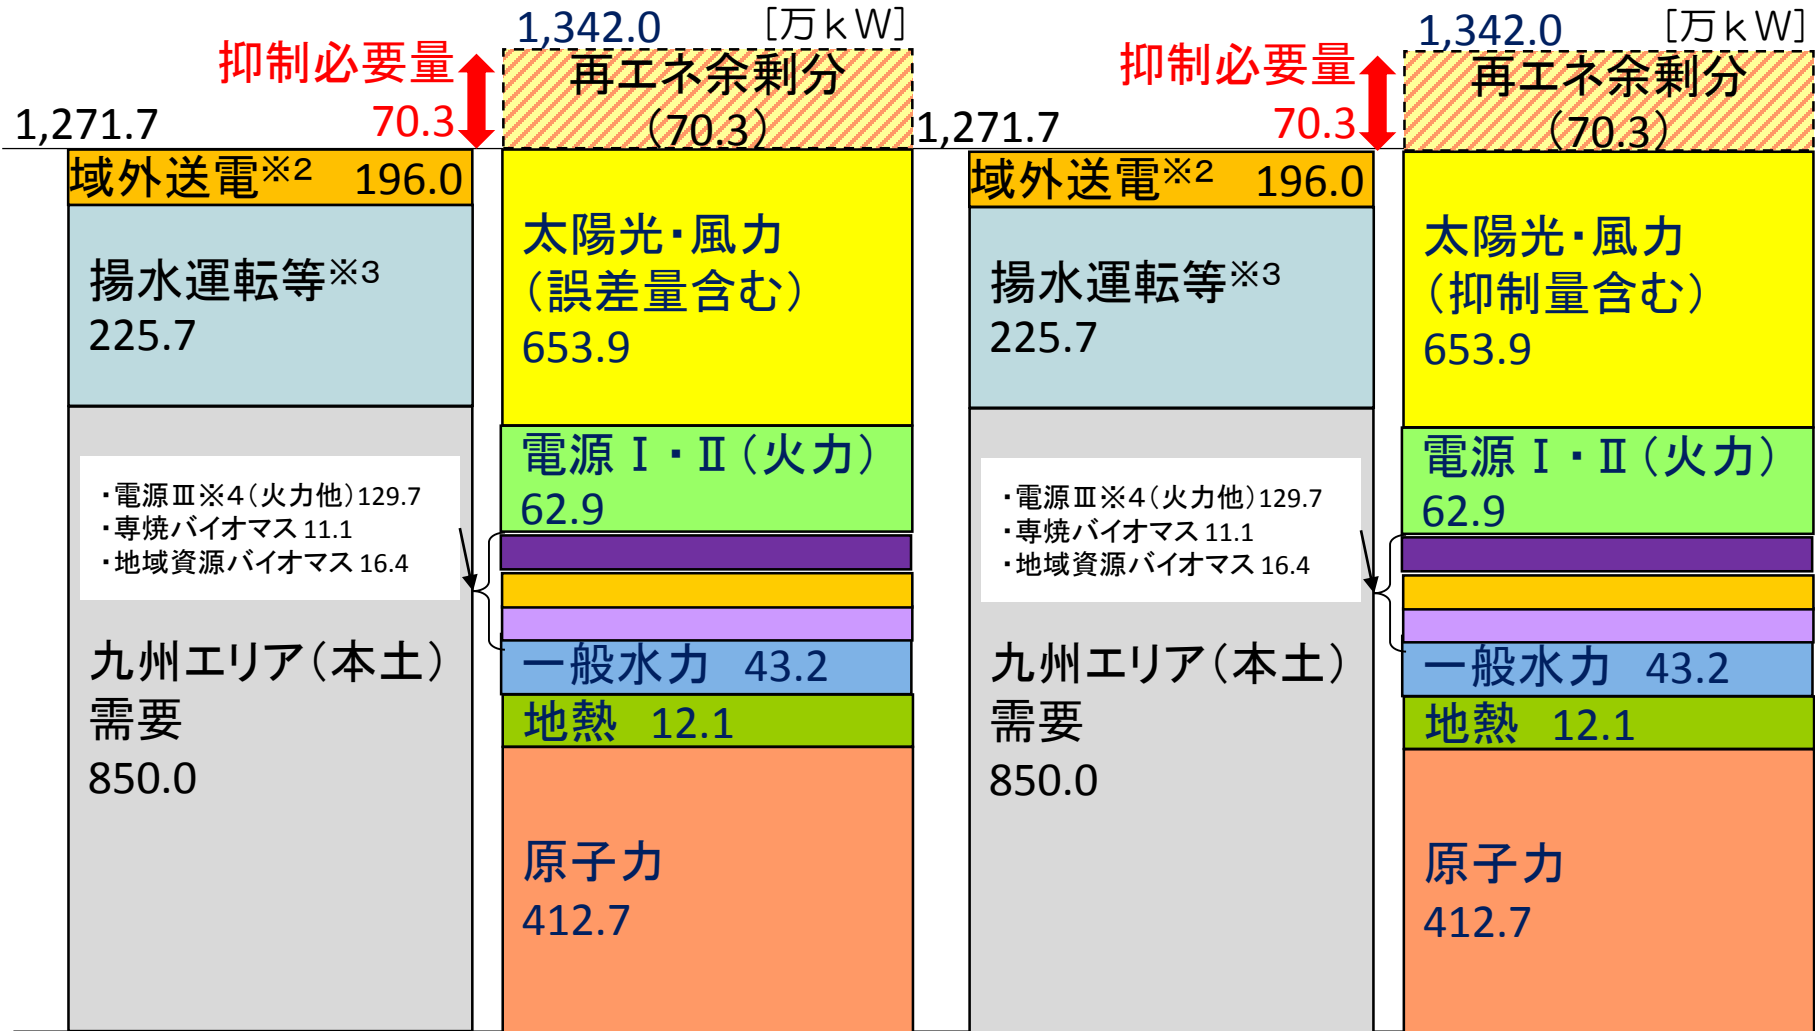 1,342.0 [万kW]
抑制必要量
70.3
再エネ余剰分
(70.3)
1,271.7
域外送電※2 196.0
揚水運転等※3
225.7
・電源Ⅲ※4(火力他)129.7
・専焼バイオマス 11.1
・地域資源バイオマス 16.4
九州エリア(本土)
需要
850.0
太陽光・風力
(誤差量含む)
653.9
電源Ⅰ・Ⅱ(火力)
62.9
一般水力 43.2
地熱 12.1
原子力
412.7
1,342.0 [万kW]
抑制必要量
70.3
再エネ余剰分
(70.3)
1,271.7
域外送電※2 196.0
揚水運転等※3
225.7
・電源Ⅲ※4(火力他)129.7
・専焼バイオマス 11.1
・地域資源バイオマス 16.4
九州エリア(本土)
需要
850.0
太陽光・風力
(抑制量含む)
653.9
電源Ⅰ・Ⅱ(火力)
62.9
一般水力 43.2
地熱 12.1
原子力
412.7